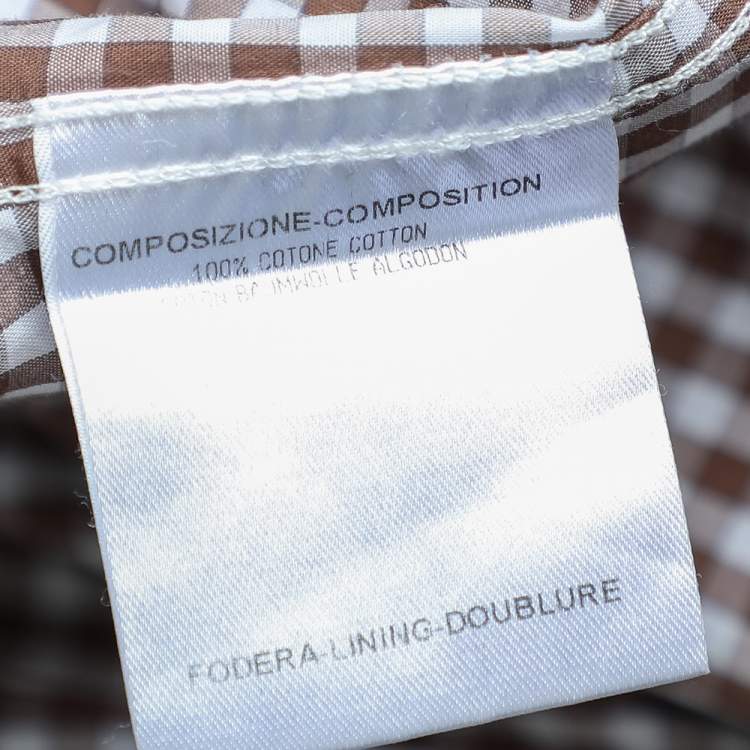 COMPOSIZIONE-COMPOSITION
100% COTONE COTTON
BAUMWOLLE ALGODON
FODERA-LINING-DOUBLURE